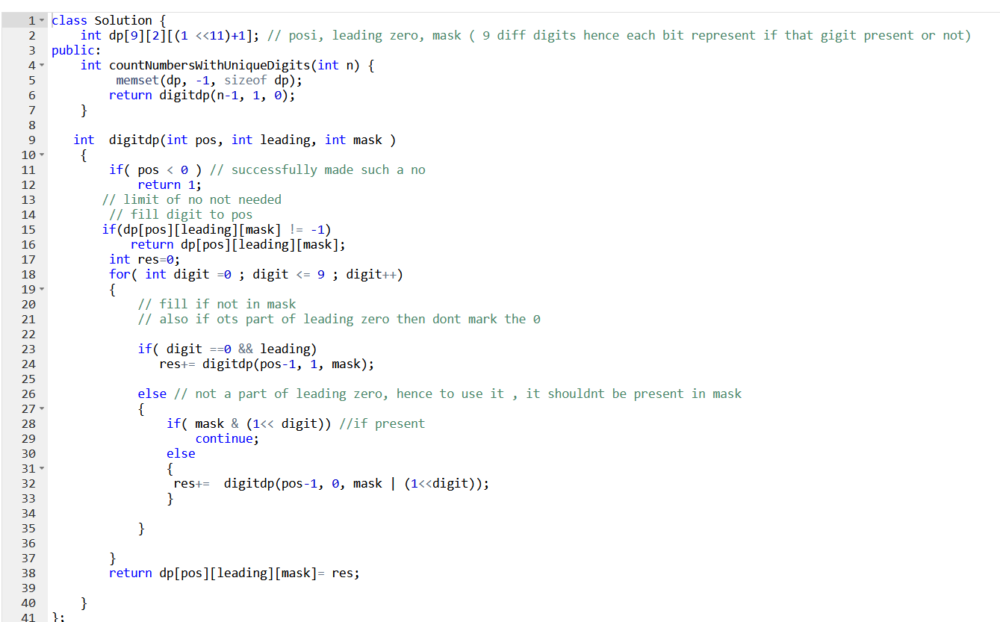 1 class Solution {
2 int dp[9][2][(1 <<11)+1]; // posi, leading zero, mask ( 9 diff digits hence each bit represent if that gigit present or not)
3 public:
4 int countNumbersWithUniqueDigits(int n) {
5 memset(dp, -1, sizeof dp);
6 return digitdp(n-1, 1, 0);
7 }
8
9 int  digitdp(int pos, int leading, int mask )
10 {
11 if( pos < 0 ) // successfully made such a no
12 return 1;
13 // limit of no not needed
14 // fill digit to pos
15 if(dp[pos][leading][mask] != -1)
16 return dp[pos][leading][mask];
17 int res=0;
18 for( int digit =0 ; digit <= 9 ; digit++)
19 {
20 // fill if not in mask
21 // also if ots part of leading zero then dont mark the 0
22
23 if( digit ==0 && leading)
24 res+= digitdp(pos-1, 1, mask);
25
26 else // not a part of leading zero, hence to use it , it shouldnt be present in mask
27 {
28 if( mask & (1<< digit)) //if present
29 continue;
30 else
31 {
32 res+=  digitdp(pos-1, 0, mask | (1<<digit));
33 }
34
35 }
36
37 }
38 return dp[pos][leading][mask]= res;
39
40 }
41 };